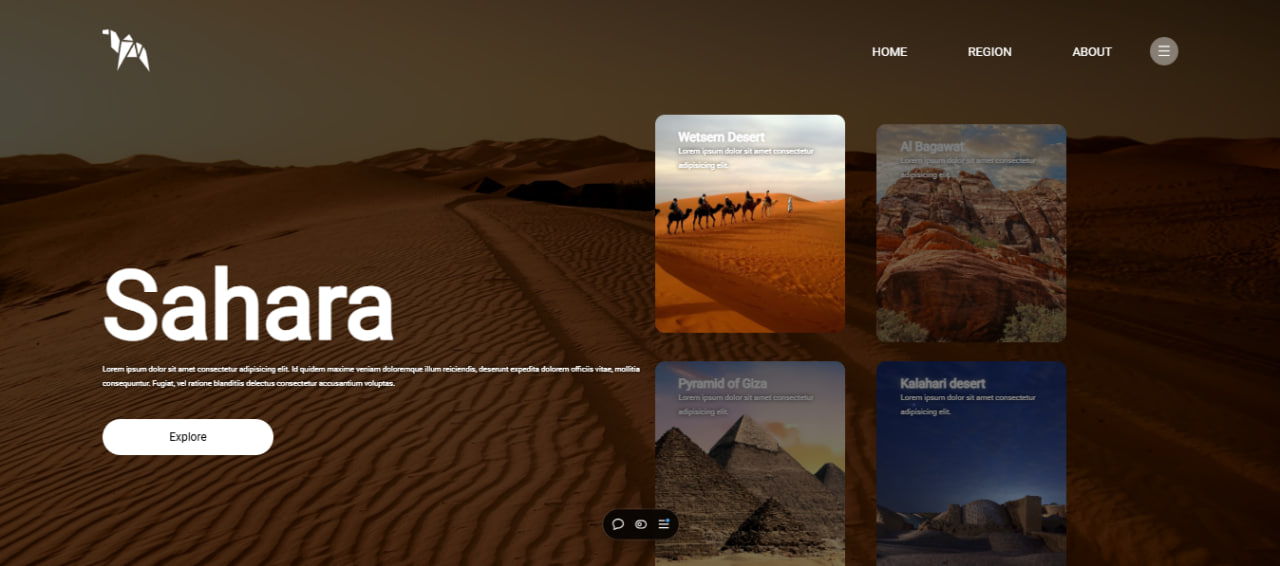 HOME
REGION
ABOUT
Wetsern Desert
Lorem ipsum dolor sit amet consectetur
adipisicing elit.
Al Bagawat
Lorem ipsum dolor sit amet consectetur
adipisicing elit.
Sahara
Lorem ipsum dolor sit amet consectetur adipisicing elit. Id quidem maxime veniam doloremque illum reiciendis, deserunt expedita dolorem officiis vitae, mollitia
consequuntur. Fugiat, vel ratione blanditiis delectus consectetur accusantium voluptas.
Explore
Pyramid of Giza
Lorem ipsum dolor sit amet consectetur
adipisicing elit.
Kalahari desert
Lorem ipsum dolor sit amet consectetur
adipisicing elit.